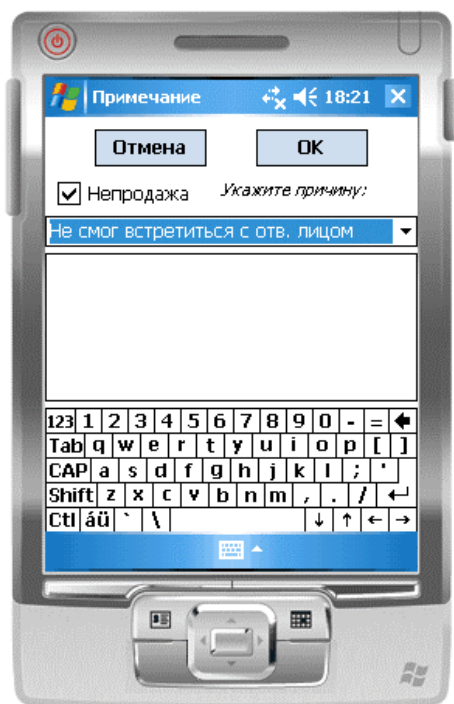 Примечание 18:21
Отмена OK
Непродажа Укажите причину:
Не смог встретиться с отв. лицом
123 1 2 3 4 5 6 7 8 9 0 - =
Tab q w e r t y u i o p [ ]
CAP a s d f g h j k l ; '
Shift z x c v b n m , . /
Ctl áü ` \